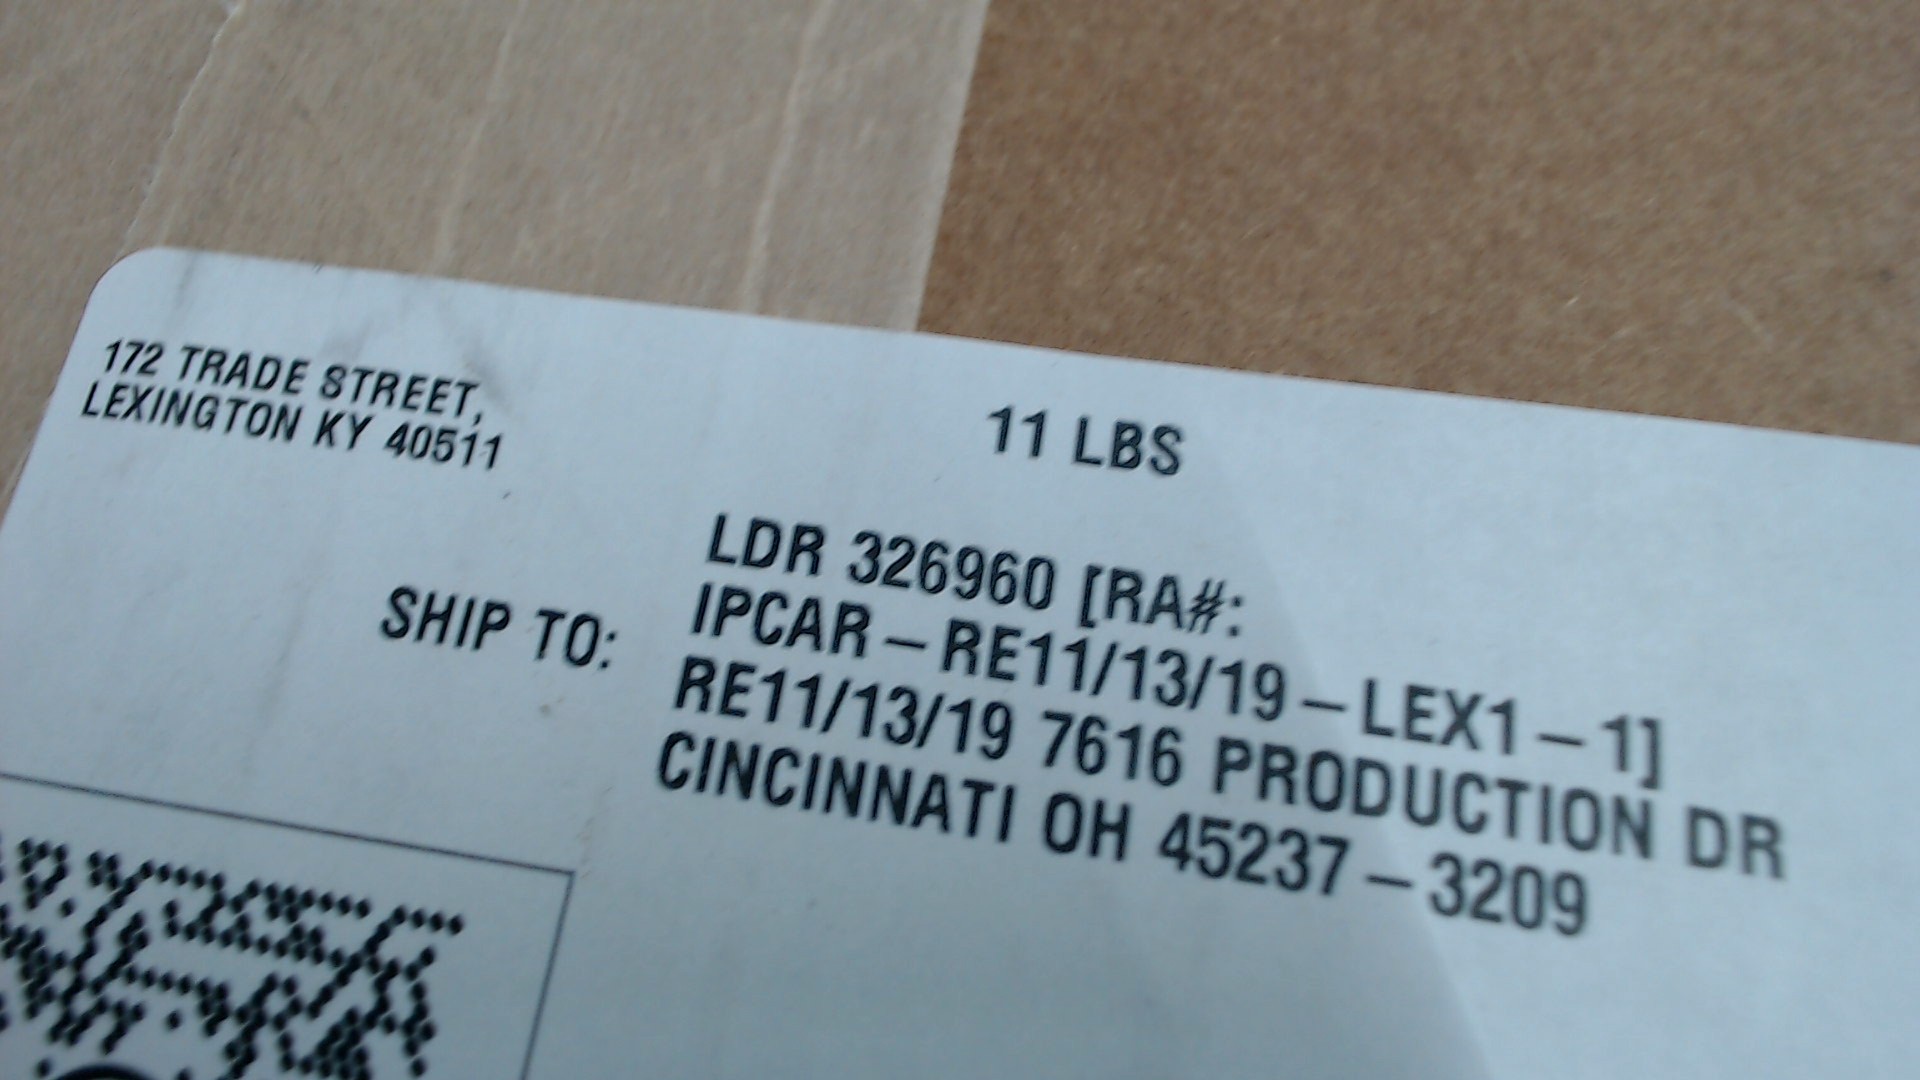 172 TRADE STREET,
LEXINGTON KY 40511
11 LBS
SHIP TO:
LDR 326960 [RA#:
IPCAR-RE11/13/19-LEX1-1]
RE11/13/19 7616 PRODUCTION DR
CINCINNATI OH 45237-3209